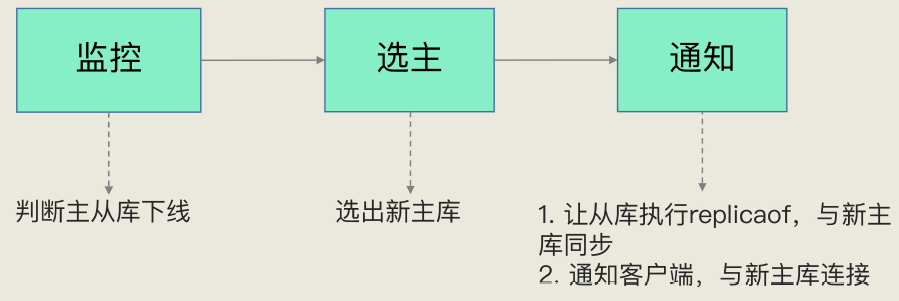 监控
选主
通知
判断主从库下线
选出新主库
1. 让从库执行replicaof，与新主
库同步
2. 通知客户端，与新主库连接